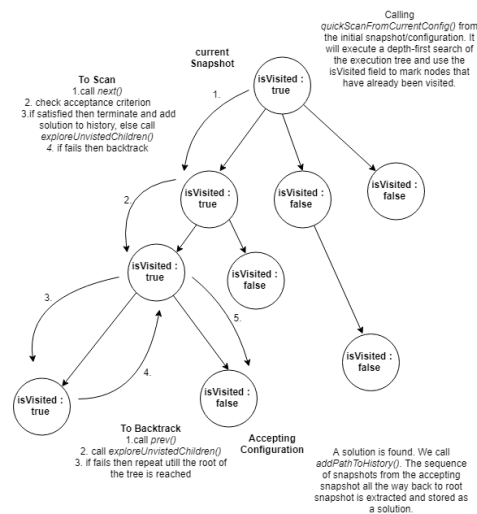 Calling
quickScanFromCurrentConfig() from
the initial snapshot/configuration. It
will execute a depth-first search of
the execution tree and use the
isVisited field to mark nodes that
have already been visited.
current
Snapshot
isVisited :
true
To Scan
1.call next()
2. check acceptance criterion
3.if satisfied then terminate and add
solution to history, else call
exploreUnvistedChildren()
4. if fails then backtrack
1.
isVisited :
true
isVisited :
false
isVisited :
false
2.
isVisited :
true
isVisited :
false
3.
4.
5.
isVisited :
false
isVisited :
true
isVisited :
false
To Backtrack
1.call prev()
2. call exploreUnvisitedChildren()
3. if fails then repeat utill the root of
the tree is reached
Accepting
Configuration
A solution is found. We call
addPathToHistory(). The sequence
of snapshots from the accepting
snapshot all the way back to root
snapshot is extracted and stored as
a solution.